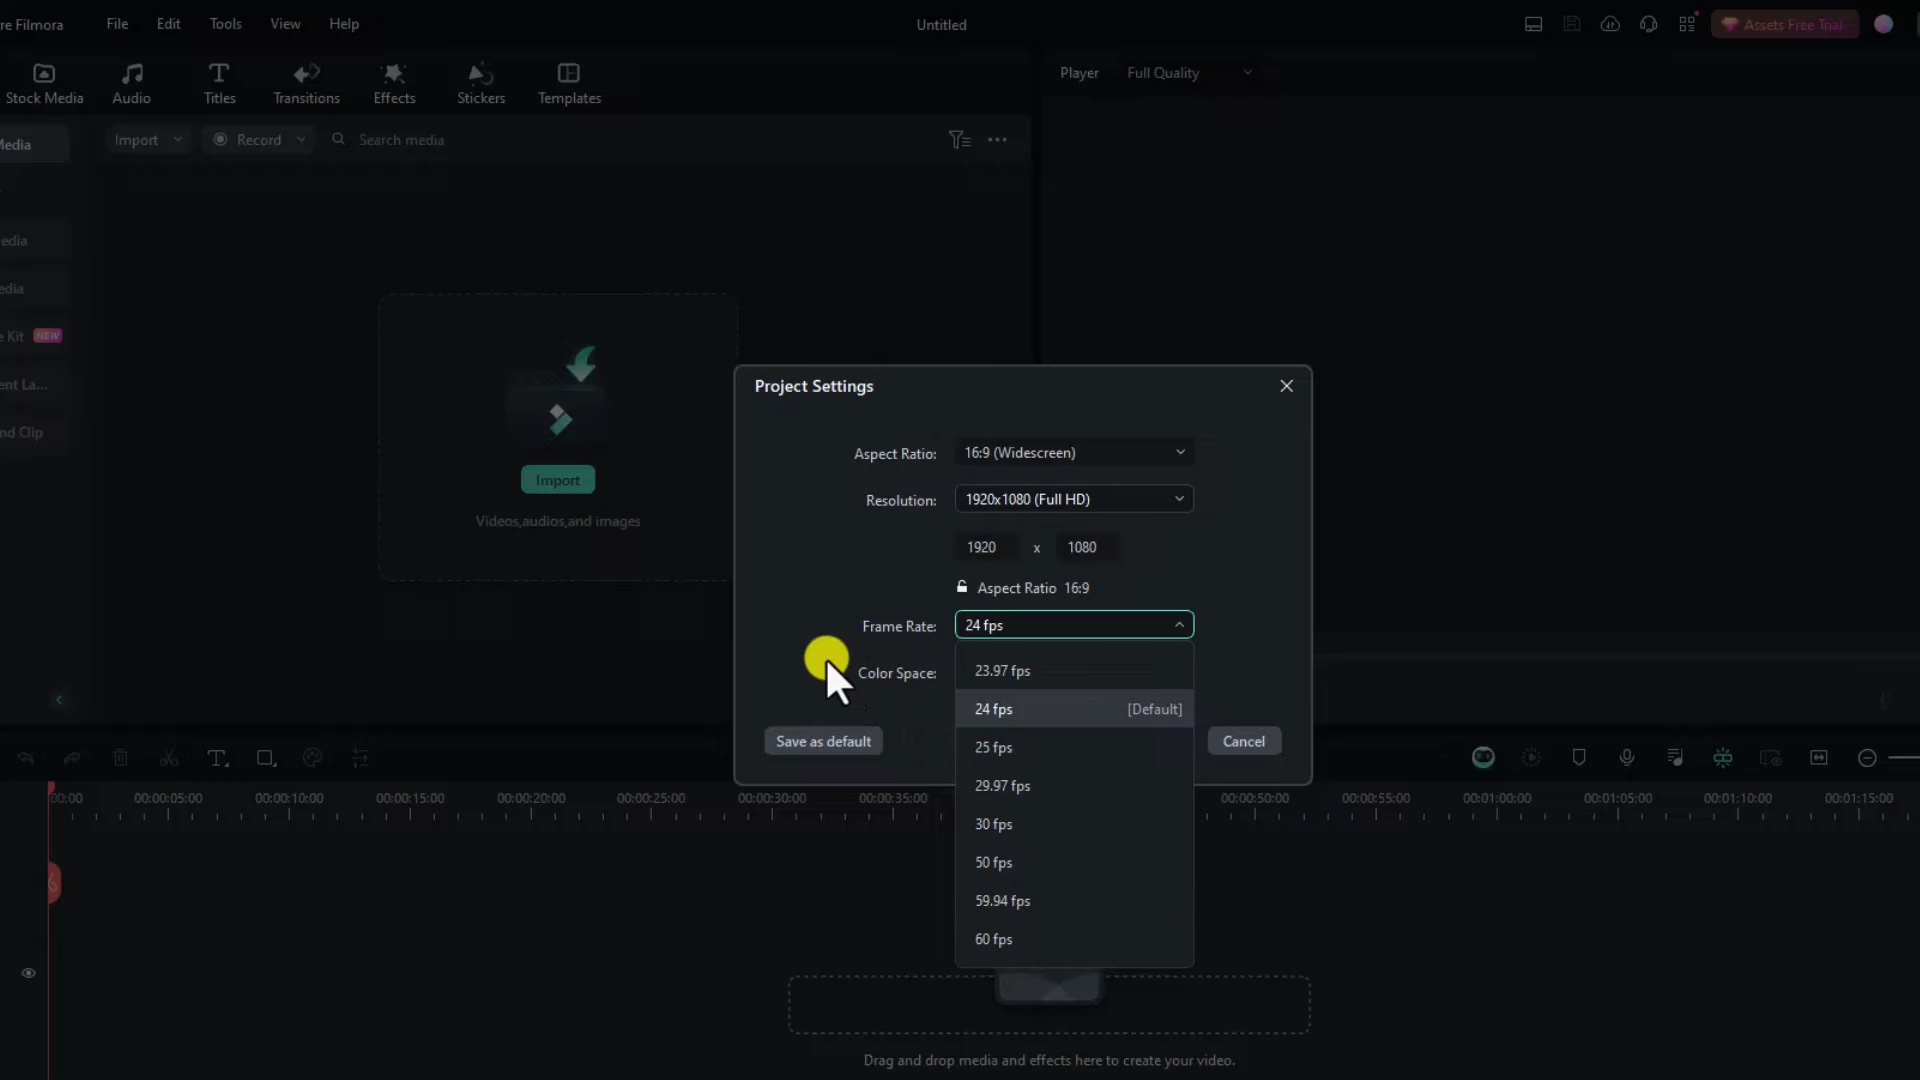 re Filmora File Edit Tools View Help Untitled Assets Free Trial
Stock Media Audio Titles Transitions Effects Stickers Templates
Player Full Quality
Media
Import Record Search media
edia
edia
e Kit NEW
ent La...
nd Clip
Import
Videos,audios,and images
Project Settings
Aspect Ratio: 16:9 (Widescreen)
Resolution: 1920x1080 (Full HD)
1920 x 1080
Aspect Ratio 16:9
Frame Rate: 24 fps
Color Space:
23.97 fps
24 fps [Default]
25 fps
29.97 fps
30 fps
50 fps
59.94 fps
60 fps
Save as default Cancel
00:00 00:00:05:00 00:00:10:00 00:00:15:00 00:00:20:00 00:00:25:00 00:00:30:00 00:00:35:00 00:00:50:00 00:00:55:00 00:01:00:00 00:01:05:00 00:01:10:00 00:01:15:00
Drag and drop media and effects here to create your video.